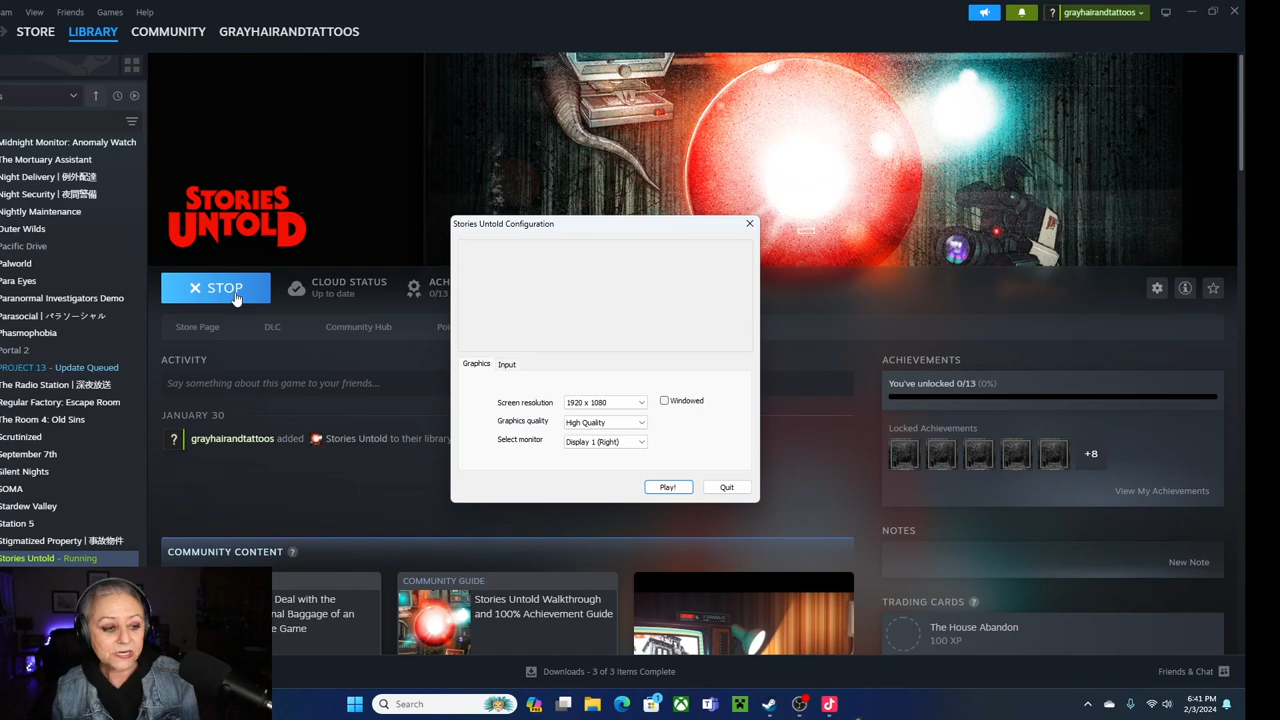 View Friends Games Help
grayhairandtattoos
STORE LIBRARY COMMUNITY GRAYHAIRANDTATTOOS
Midnight Monitor: Anomaly Watch
The Mortuary Assistant
Night Delivery | 例外配達
Night Security | 夜間警備
Nightly Maintenance
Outer Wilds
Pacific Drive
Palworld
Para Eyes
Paranormal Investigators Demo
Parasocial | パラソーシャル
Phasmophobia
Portal 2
PROJECT 13 - Update Queued
The Radio Station | 深夜放送
Regular Factory: Escape Room
The Room 4: Old Sins
Scrutinized
September 7th
Silent Nights
SOMA
Stardew Valley
Station 5
Stigmatized Property | 事故物件
Stories Untold - Running
STORIES
UNTOLD
STOP
CLOUD STATUS
Up to date
ACH
0/13
Store Page DLC Community Hub Poi
ACTIVITY
Say something about this game to your friends...
JANUARY 30
grayhairandtattoos added Stories Untold to their library
COMMUNITY CONTENT ?
Deal with the
nal Baggage of an
e Game
COMMUNITY GUIDE
Stories Untold Walkthrough
and 100% Achievement Guide
Stories Untold Configuration
Graphics Input
Screen resolution 1920 x 1080 Windowed
Graphics quality High Quality
Select monitor Display 1 (Right)
Play! Quit
ACHIEVEMENTS
You've unlocked 0/13 (0%)
Locked Achievements
+8
View My Achievements
NOTES
New Note
TRADING CARDS ?
The House Abandon
100 XP
Downloads - 3 of 3 Items Complete
Friends & Chat
Search
6:41 PM
2/3/2024